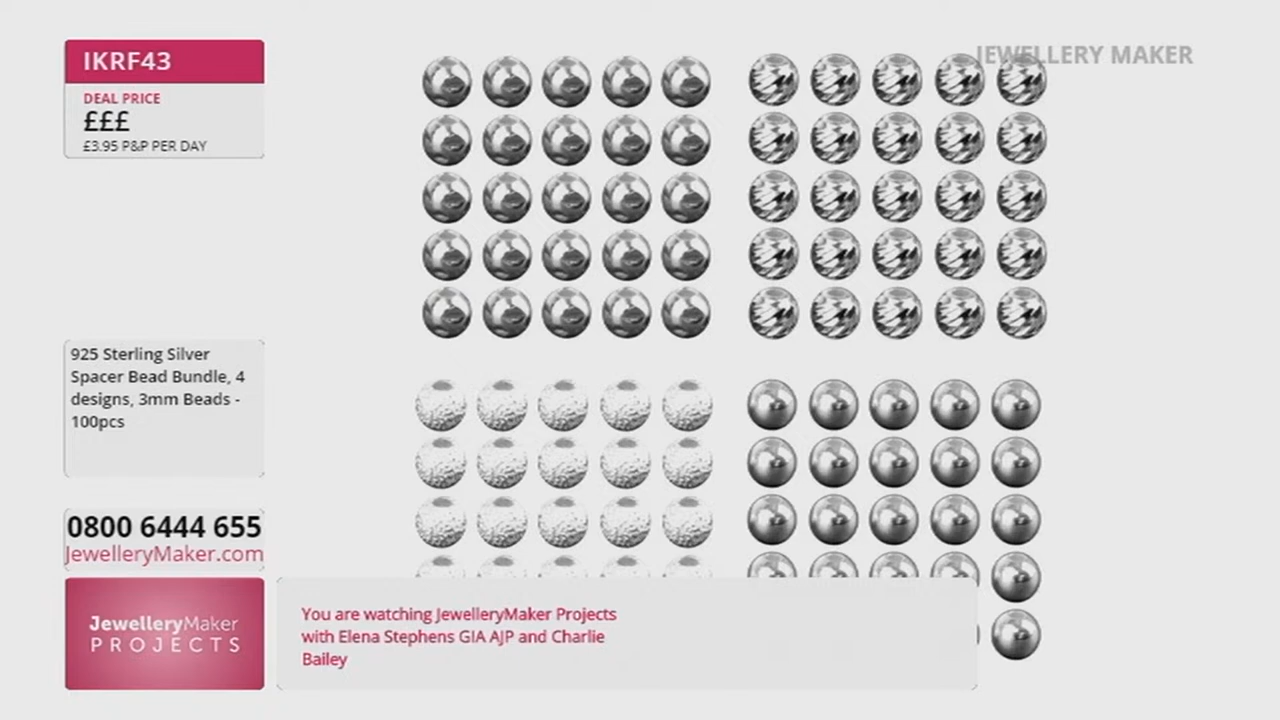 IKRF43
DEAL PRICE
£££
£3.95 P&P PER DAY
JEWELLERY MAKER
925 Sterling Silver
Spacer Bead Bundle, 4
designs, 3mm Beads -
100pcs
0800 6444 655
JewelleryMaker.com
JewelleryMaker
PROJECTS
You are watching JewelleryMaker Projects
with Elena Stephens GIA AJP and Charlie
Bailey